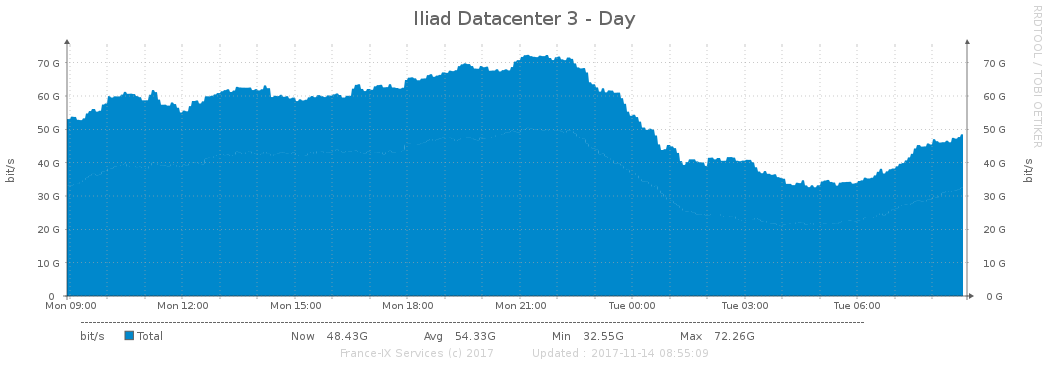 Iliad Datacenter 3 - Day
RRDTOOL / TOBI OETIKER
bit/s
70 G 70 G
60 G 60 G
50 G 50 G
40 G 40 G
30 G 30 G
20 G 20 G
10 G 10 G
0 0 G
bit/s
Mon 09:00 Mon 12:00 Mon 15:00 Mon 18:00 Mon 21:00 Tue 00:00 Tue 03:00 Tue 06:00
bit/s Total Now 48.43G Avg 54.33G Min 32.55G Max 72.26G
France-IX Services (c) 2017 Updated : 2017-11-14 08:55:09